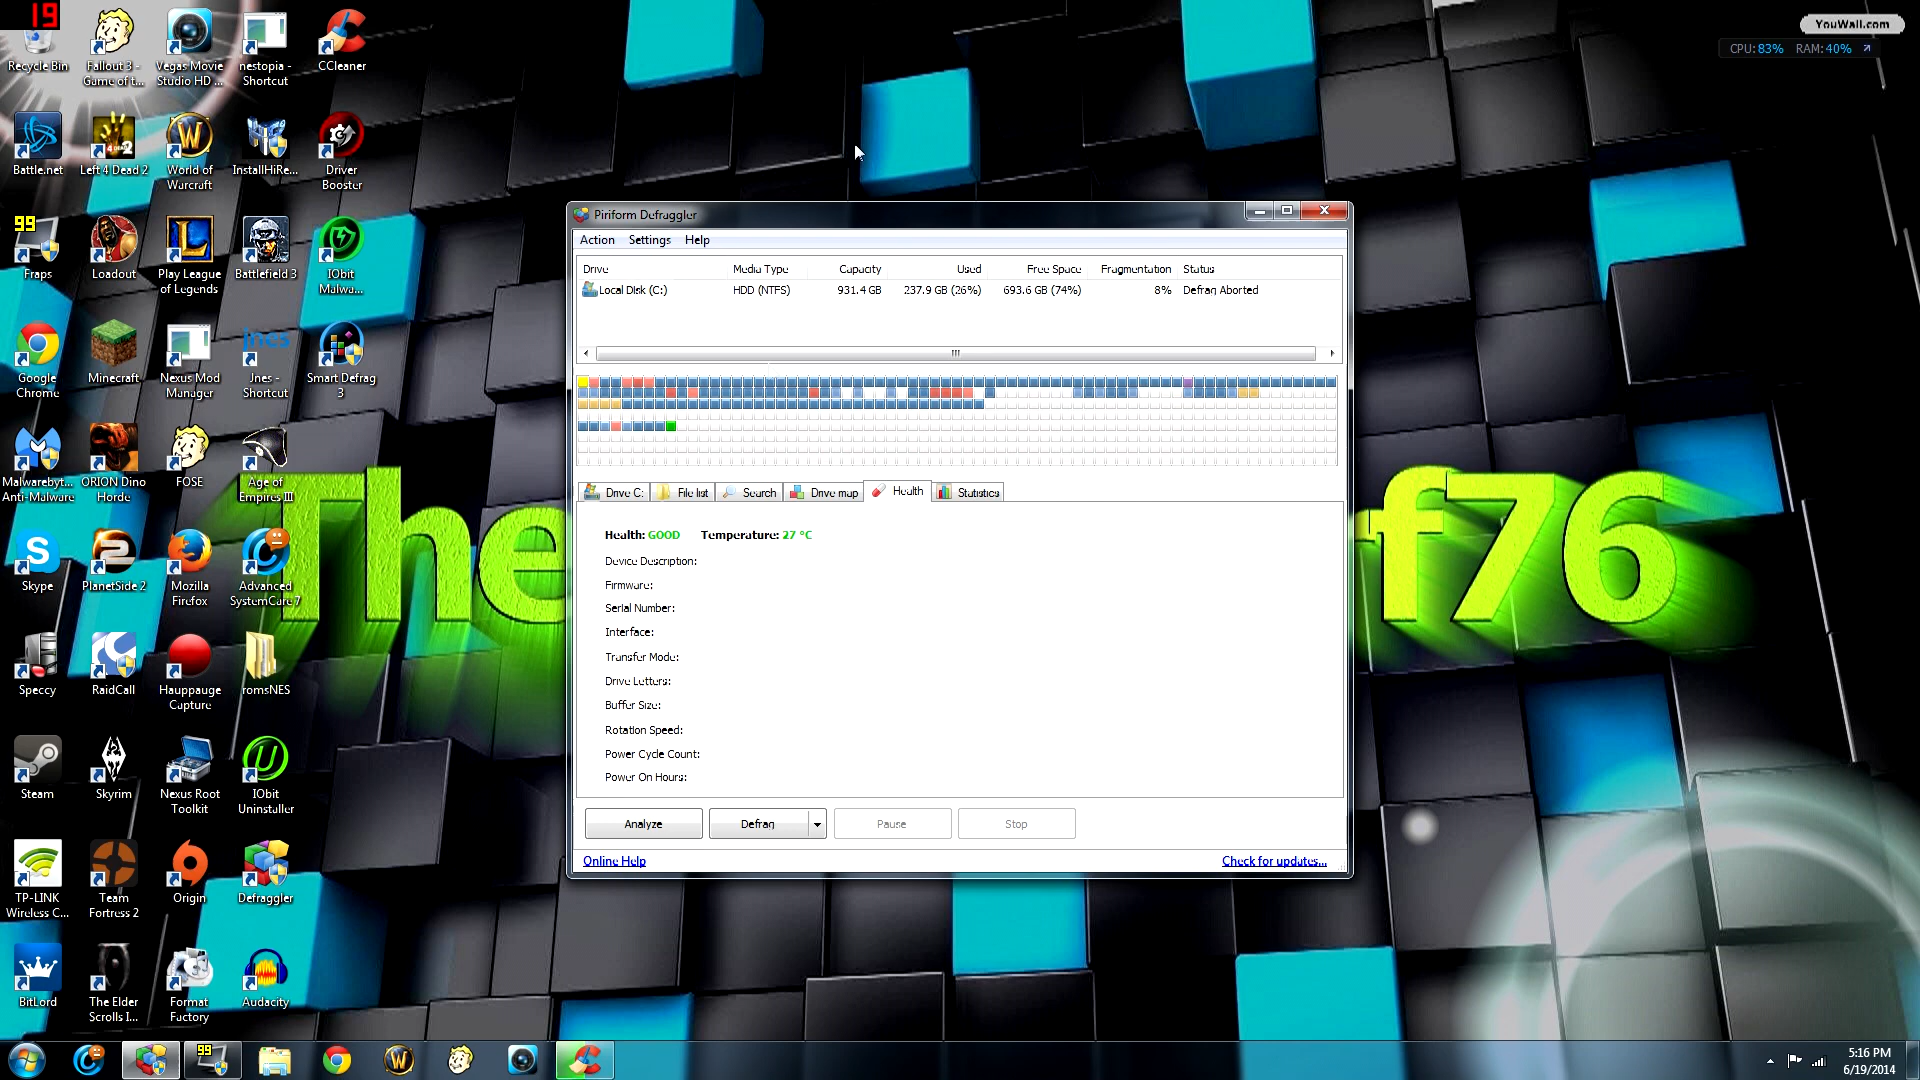 19
YouWall.com
CPU: 83% RAM: 40%
Recycle Bin
Fallout 3 -
Game of t...
Vegas Movie
Studio HD ...
nestopia -
Shortcut
CCleaner
Battle.net
Left 4 Dead 2
World of
Warcraft
InstallHiRe...
Driver
Booster
99
Fraps
Loadout
Play League
of Legends
Battlefield 3
IObit
Malwa...
Google
Chrome
Minecraft
Nexus Mod
Manager
jnes
Jnes -
Shortcut
Smart Defrag
3
Malwarebyt...
Anti-Malware
ORION Dino
Horde
FOSE
Age of
Empires III
Skype
PlanetSide 2
Mozilla
Firefox
Advanced
SystemCare 7
Speccy
RaidCall
Hauppauge
Capture
romsNES
Steam
Skyrim
Nexus Root
Toolkit
IObit
Uninstaller
TP-LINK
Wireless C...
Team
Fortress 2
Origin
Defraggler
BitLord
The Elder
Scrolls I...
Format
Factory
Audacity
The
f76
Piriform Defraggler
Action Settings Help
Drive Media Type Capacity Used Free Space Fragmentation Status
Local Disk (C:) HDD (NTFS) 931.4 GB 237.9 GB (26%) 693.6 GB (74%) 8% Defrag Aborted
Drive C: File list Search Drive map Health Statistics
Health: GOOD Temperature: 27 °C
Device Description:
Firmware:
Serial Number:
Interface:
Transfer Mode:
Drive Letters:
Buffer Size:
Rotation Speed:
Power Cycle Count:
Power On Hours:
Analyze Defrag Pause Stop
Online Help Check for updates...
99
5:16 PM
6/19/2014